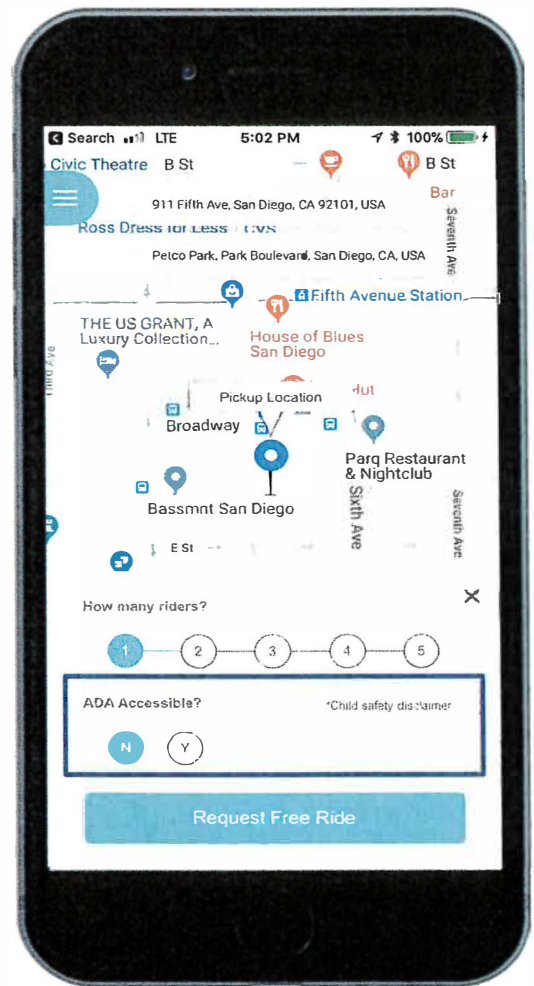 Search LTE 5:02 PM 100%
Civic Theatre B St B St
Bar
911 Fifth Ave, San Diego, CA 92101, USA
Seventh Ave
Ross Dress for Less CVS
Petco Park, Park Boulevard, San Diego, CA, USA
Fifth Avenue Station
THE US GRANT, A
Luxury Collection...
House of Blues
San Diego
Third Ave
Hut
Pickup Location
Broadway
Parq Restaurant
& Nightclub
Bassmnt San Diego
Sixth Ave
Seventh Ave
E St
How many riders?
1 2 3 4 5
ADA Accessible? *Child safety disclaimer
N Y
Request Free Ride